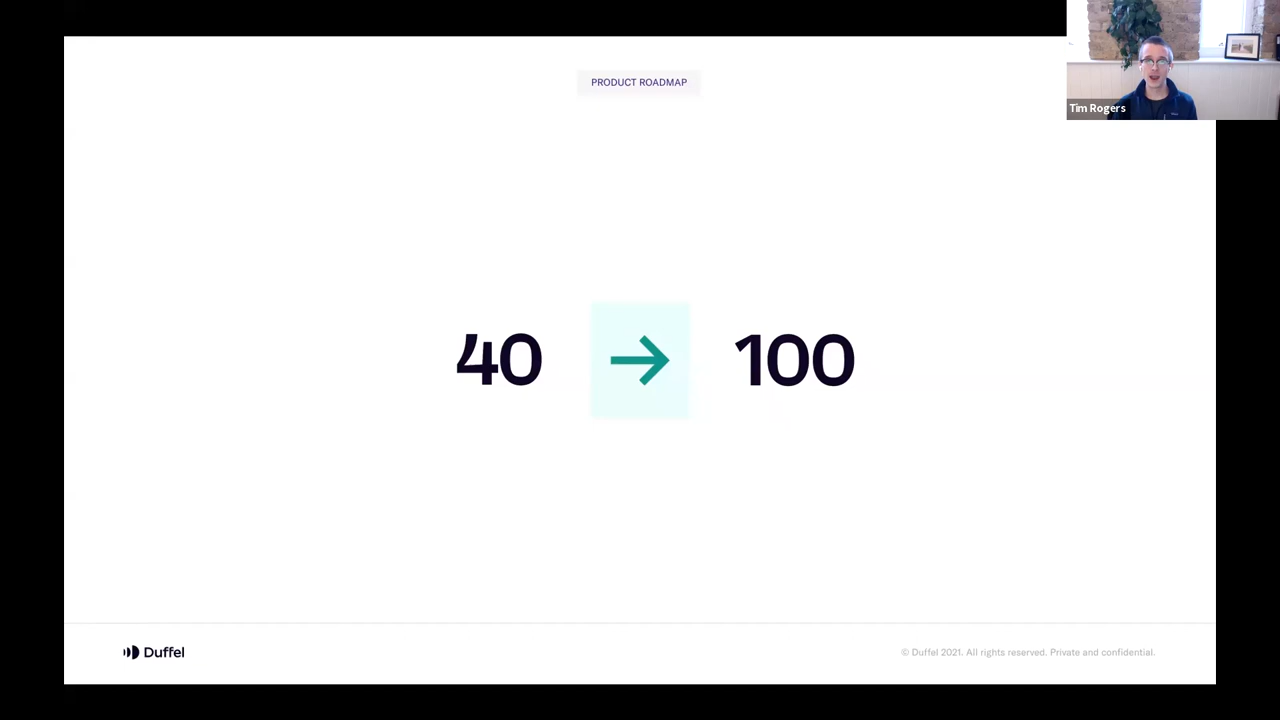 PRODUCT ROADMAP
Tim Rogers
40 → 100
Duffel
© Duffel 2021. All rights reserved. Private and confidential.